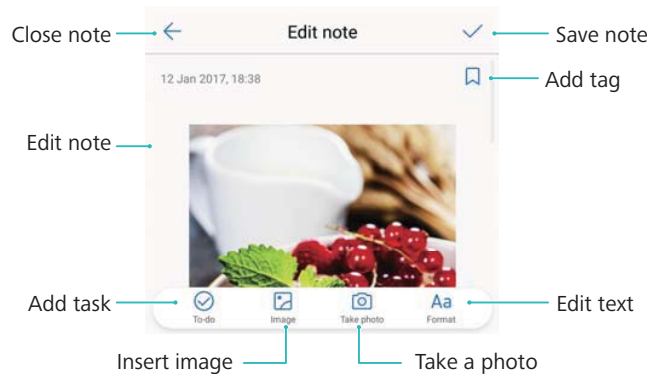 Close note
Edit note
Save note
12 Jan 2017, 18:38
Add tag
Edit note
Add task
To-do
Image
Take photo
Aa
Format
Edit text
Insert image
Take a photo